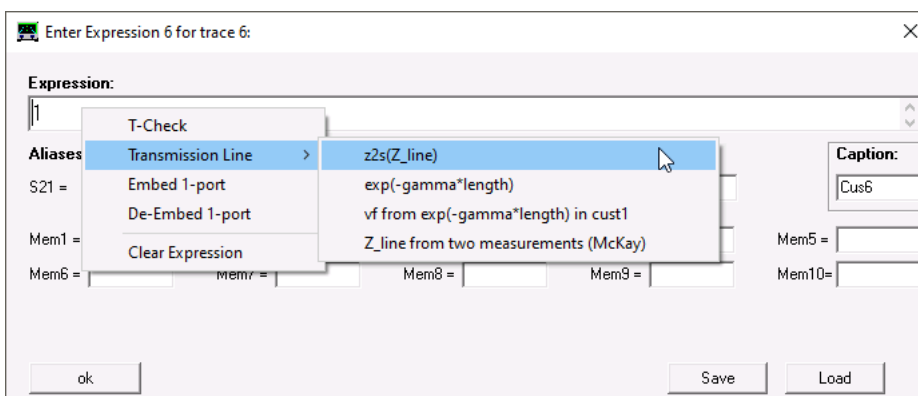 Enter Expression 6 for trace 6:
Expression:
1
T-Check
Aliases
Transmission Line >
z2s(Z_line)
Caption:
S21 =
Embed 1-port
exp(-gamma*length)
Cus6
De-Embed 1-port
vf from exp(-gamma*length) in cust1
Mem1 =
Clear Expression
Z_line from two measurements (McKay)
Mem5 =
Mem6 =
Mem7 =
Mem8 =
Mem9 =
Mem10=
ok
Save
Load